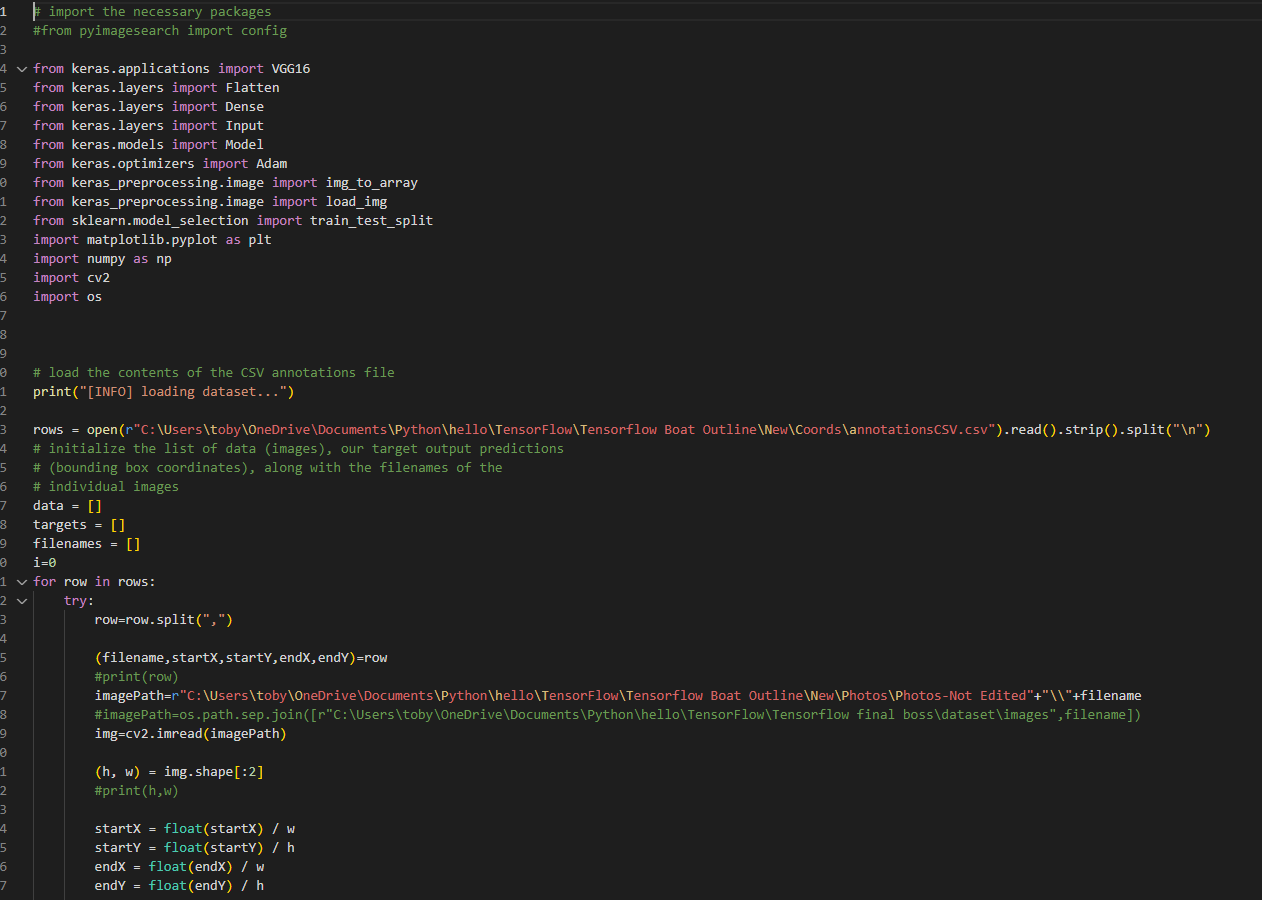 1 # import the necessary packages
2 #from pyimagesearch import config
3
4 from keras.applications import VGG16
5 from keras.layers import Flatten
6 from keras.layers import Dense
7 from keras.layers import Input
8 from keras.models import Model
9 from keras.optimizers import Adam
0 from keras_preprocessing.image import img_to_array
1 from keras_preprocessing.image import load_img
2 from sklearn.model_selection import train_test_split
3 import matplotlib.pyplot as plt
4 import numpy as np
5 import cv2
6 import os
7
8
9
0 # load the contents of the CSV annotations file
1 print("[INFO] loading dataset...")
2
3 rows = open(r"C:\Users\toby\OneDrive\Documents\Python\hello\TensorFlow\Tensorflow Boat Outline\New\Coords\annotationsCSV.csv").read().strip().split("\n")
4 # initialize the list of data (images), our target output predictions
5 # (bounding box coordinates), along with the filenames of the
6 # individual images
7 data = []
8 targets = []
9 filenames = []
0 i=0
1 for row in rows:
2     try:
3         row=row.split(",")
4
5         (filename,startX,startY,endX,endY)=row
6         #print(row)
7         imagePath=r"C:\Users\toby\OneDrive\Documents\Python\hello\TensorFlow\Tensorflow Boat Outline\New\Photos\Photos-Not Edited"+"\\"+filename
8         #imagePath=os.path.sep.join([r"C:\Users\toby\OneDrive\Documents\Python\hello\TensorFlow\Tensorflow final boss\dataset\images",filename])
9         img=cv2.imread(imagePath)
0
1         (h, w) = img.shape[:2]
2         #print(h,w)
3
4         startX = float(startX) / w
5         startY = float(startY) / h
6         endX = float(endX) / w
7         endY = float(endY) / h